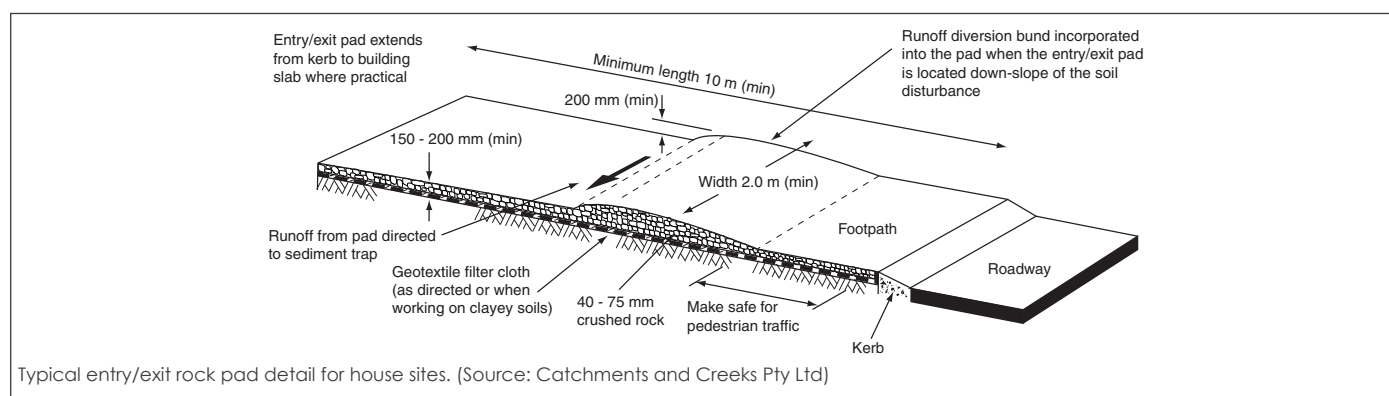 Entry/exit pad extends
from kerb to building
slab where practical
Minimum length 10 m (min)
Runoff diversion bund incorporated
into the pad when the entry/exit pad
is located down-slope of the soil
disturbance
200 mm (min)
150 - 200 mm (min)
Width 2.0 m (min)
Footpath
Roadway
Runoff from pad directed
to sediment trap
Geotextile filter cloth
(as directed or when
working on clayey soils)
40 - 75 mm
crushed rock
Make safe for
pedestrian traffic
Kerb
Typical entry/exit rock pad detail for house sites. (Source: Catchments and Creeks Pty Ltd)